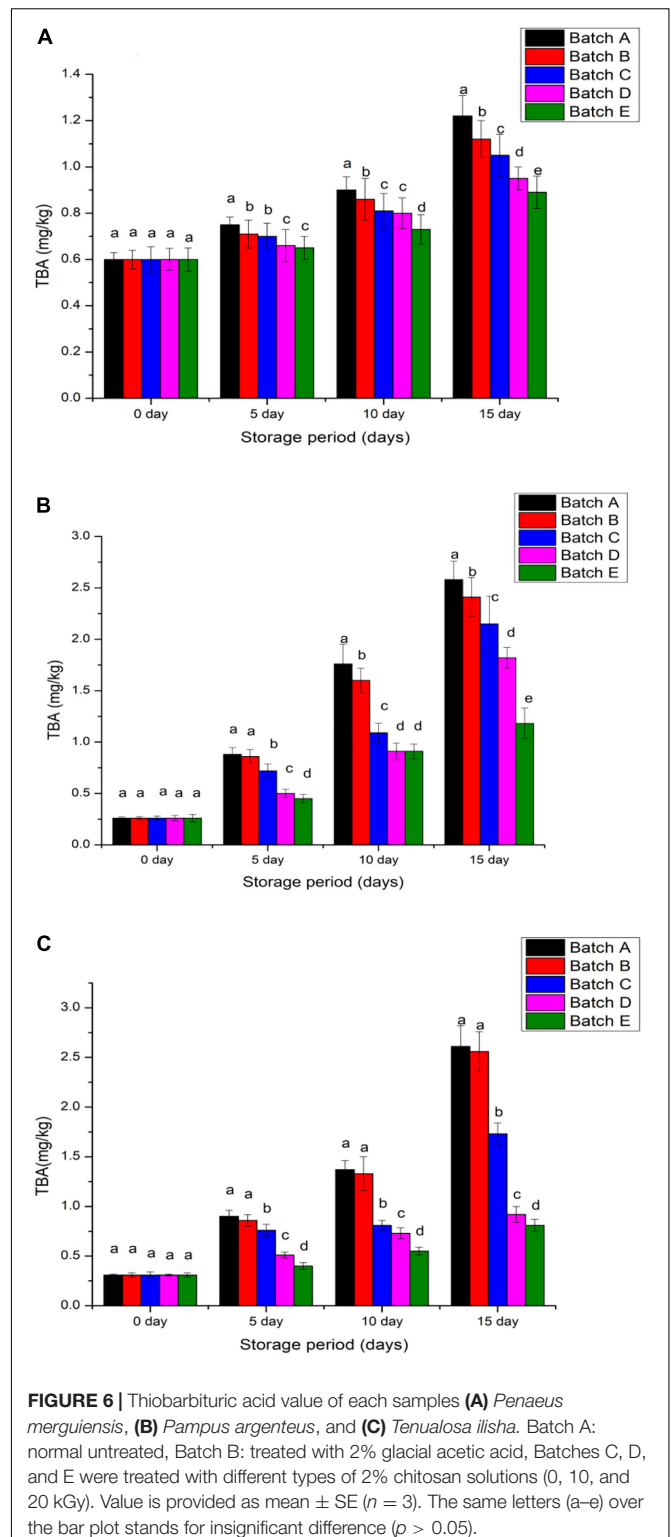 A
Batch A
Batch B
Batch C
Batch D
Batch E
1.4
1.2
1.0
0.8
0.6
0.4
0.2
0.0
TBA (mg/kg)
a a a a a
a b b c c
a b c c d
a b c d e
0 day 5 day 10 day 15 day
Storage period (days)
B
Batch A
Batch B
Batch C
Batch D
Batch E
3.0
2.5
2.0
1.5
1.0
0.5
0.0
TBA (mg/kg)
a a a a a
a a b c d
a b c d d
a b c d e
0 day 5 day 10 day 15 day
Storage period (days)
C
Batch A
Batch B
Batch C
Batch D
Batch E
3.0
2.5
2.0
1.5
1.0
0.5
0.0
TBA(mg/kg)
a a a a a
a a b c d
a a b c d
a a b c d
0 day 5 day 10 day 15 day
Storage period (days)
FIGURE 6 | Thiobarbituric acid value of each samples (A) Penaeus
merguiensis, (B) Pampus argenteus, and (C) Tenualosa ilisha. Batch A:
normal untreated, Batch B: treated with 2% glacial acetic acid, Batches C, D,
and E were treated with different types of 2% chitosan solutions (0, 10, and
20 kGy). Value is provided as mean ± SE (n = 3). The same letters (a–e) over
the bar plot stands for insignificant difference (p > 0.05).